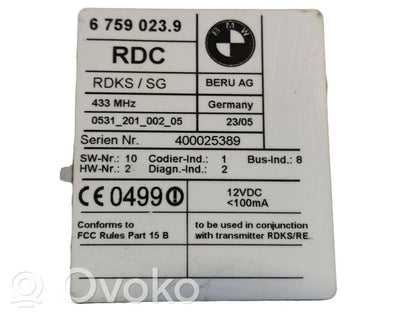 6 759 023.9
BMW
RDC
RDKS / SG
BERU AG
433 MHz
Germany
0531_201_002_05
23/05
Serien Nr. 400025389
SW-Nr.: 10 Codier-Ind.: 1 Bus-Ind.: 8
HW-Nr.: 2 Diagn.-Ind.: 2
CE 0499
12VDC
<100mA
Conforms to
FCC Rules Part 15 B
to be used in conjunction
with transmitter RDKS/RE..
© Ovoko
Ovoko